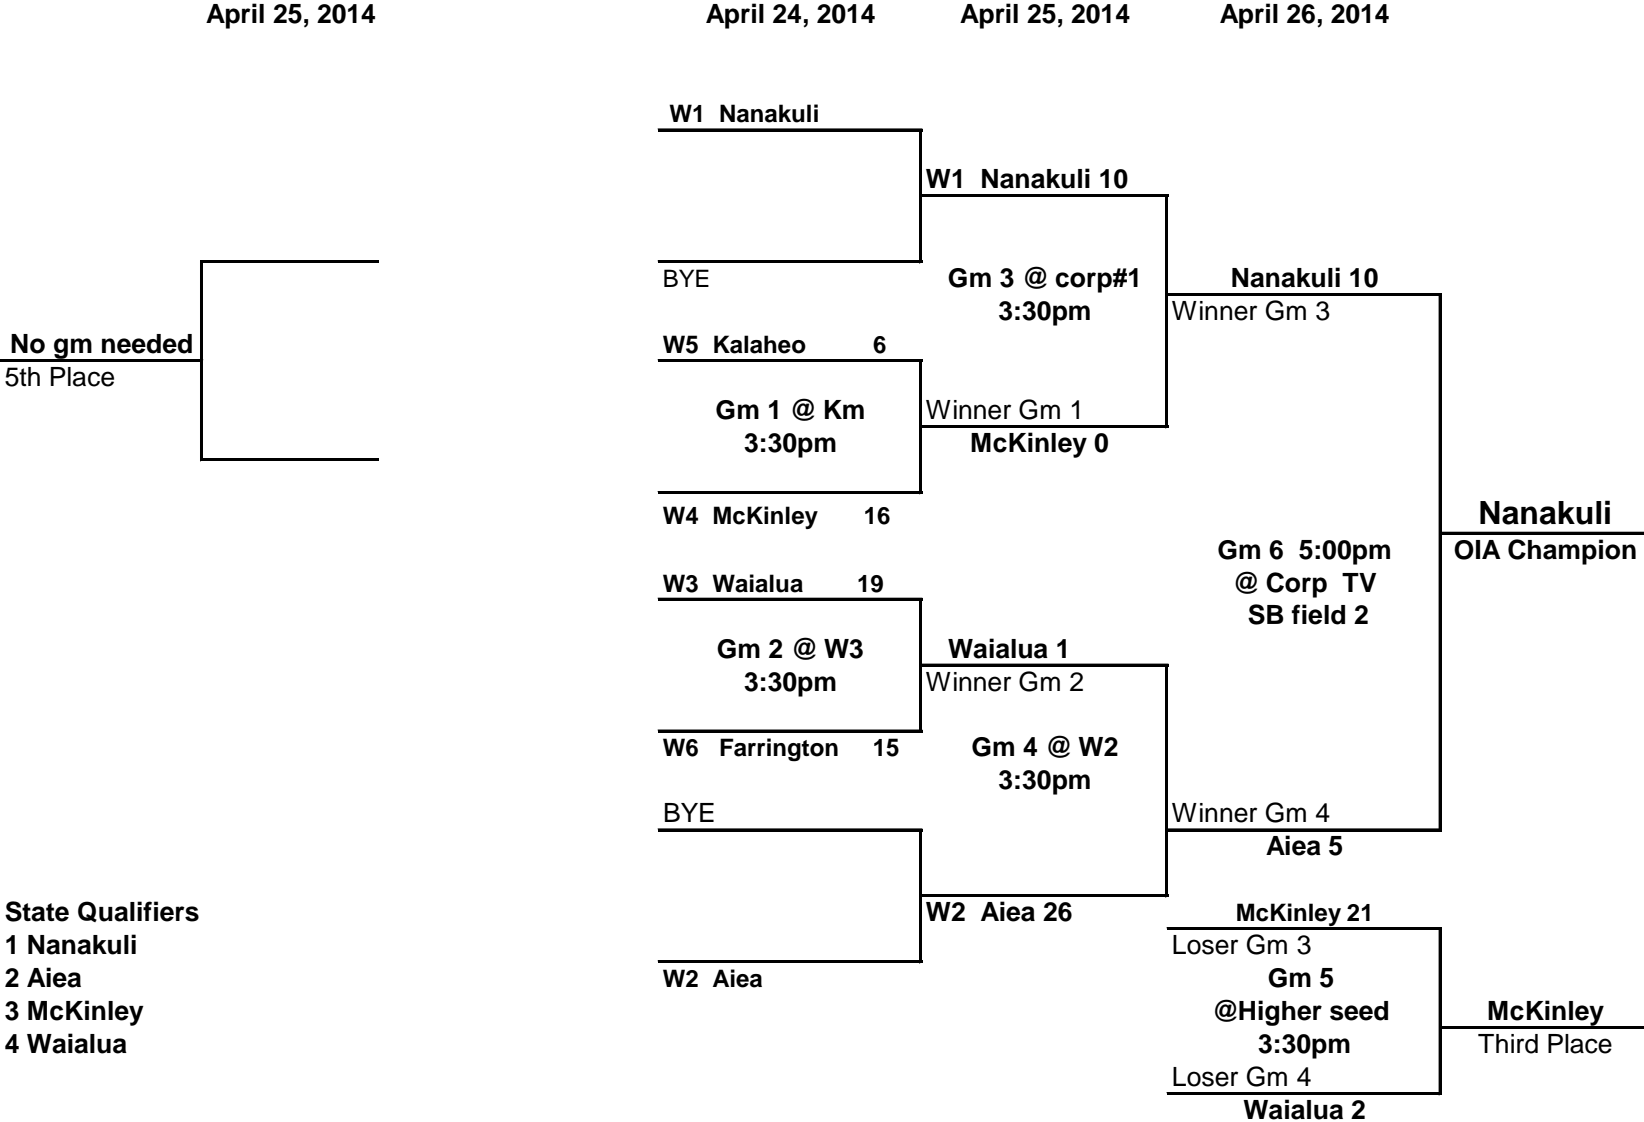 April 25, 2014 April 24, 2014 April 25, 2014 April 26, 2014
W1 Nanakuli
W1 Nanakuli 10
BYE
Gm 3 @ corp#1
3:30pm
Nanakuli 10
Winner Gm 3
No gm needed
5th Place
W5 Kalaheo 6
Gm 1 @ Km
3:30pm
Winner Gm 1
McKinley 0
W4 McKinley 16
Nanakuli
OIA Champion
Gm 6 5:00pm
@ Corp TV
SB field 2
W3 Waialua 19
Gm 2 @ W3
3:30pm
Waialua 1
Winner Gm 2
W6 Farrington 15
Gm 4 @ W2
3:30pm
BYE
Winner Gm 4
Aiea 5
W2 Aiea 26
W2 Aiea
State Qualifiers
1 Nanakuli
2 Aiea
3 McKinley
4 Waialua
McKinley 21
Loser Gm 3
Gm 5
@Higher seed
3:30pm
Loser Gm 4
Waialua 2
McKinley
Third Place